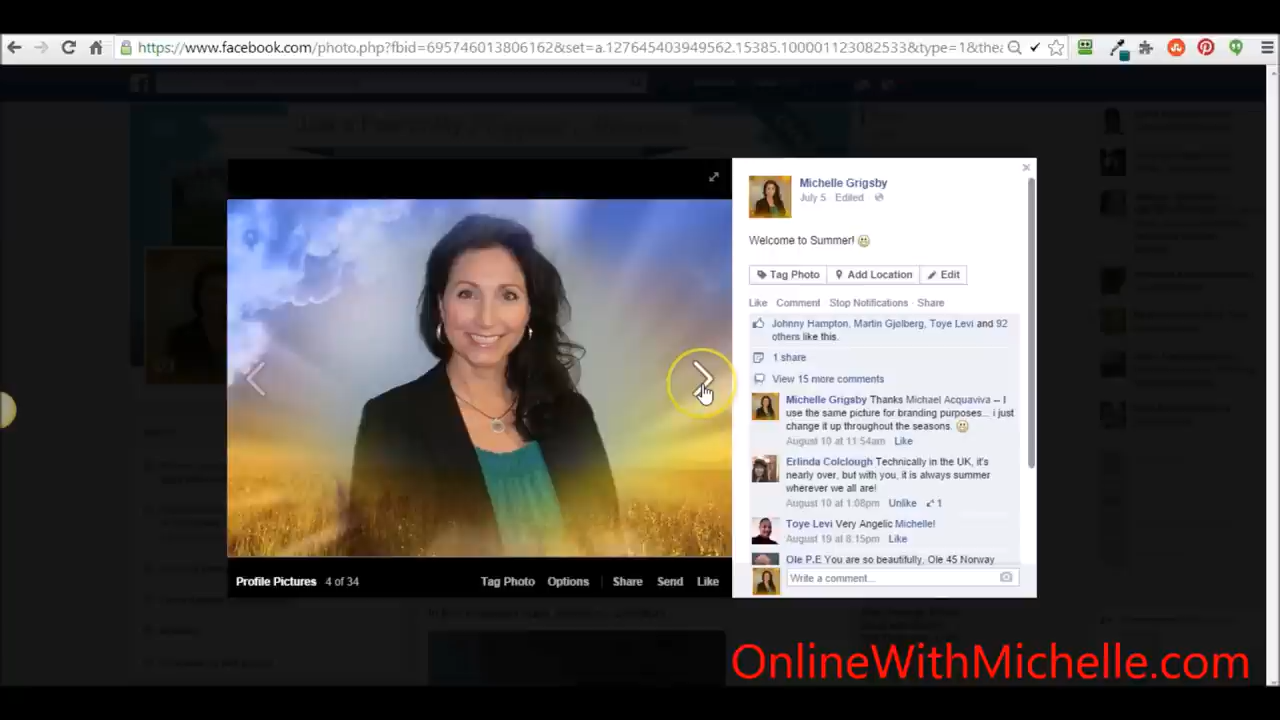 https://www.facebook.com/photo.php?fbid=695746013806162&set=a.127645403949562.15385.100001123082533&type=1&thea
Michelle Grigsby
July 5 Edited
Welcome to Summer!
Tag Photo Add Location Edit
Like Comment Stop Notifications Share
Johnny Hampton, Martin Gjølberg, Toye Levi and 92
others like this.
1 share
View 15 more comments
Michelle Grigsby Thanks Michael Acquaviva -- I
use the same picture for branding purposes... i just
change it up throughout the seasons.
August 10 at 11:54am Like
Erlinda Colclough Technically in the UK, it's
nearly over, but with you, it is always summer
wherever we all are!
August 10 at 1:08pm Unlike 1
Toye Levi Very Angelic Michelle!
August 19 at 8:15pm Like
Ole P.E You are so beautifully, Ole 45 Norway
Write a comment...
Profile Pictures 4 of 34 Tag Photo Options Share Send Like
OnlineWithMichelle.com